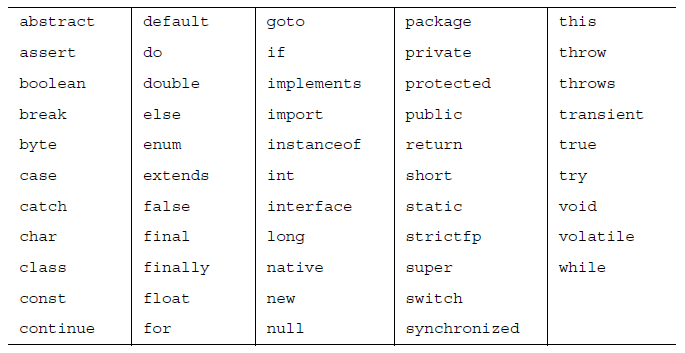 abstract default goto package this
assert do if private throw
boolean double implements protected throws
break else import public transient
byte enum instanceof return true
case extends int short try
catch false interface static void
char final long strictfp volatile
class finally native super while
const float new switch
continue for null synchronized